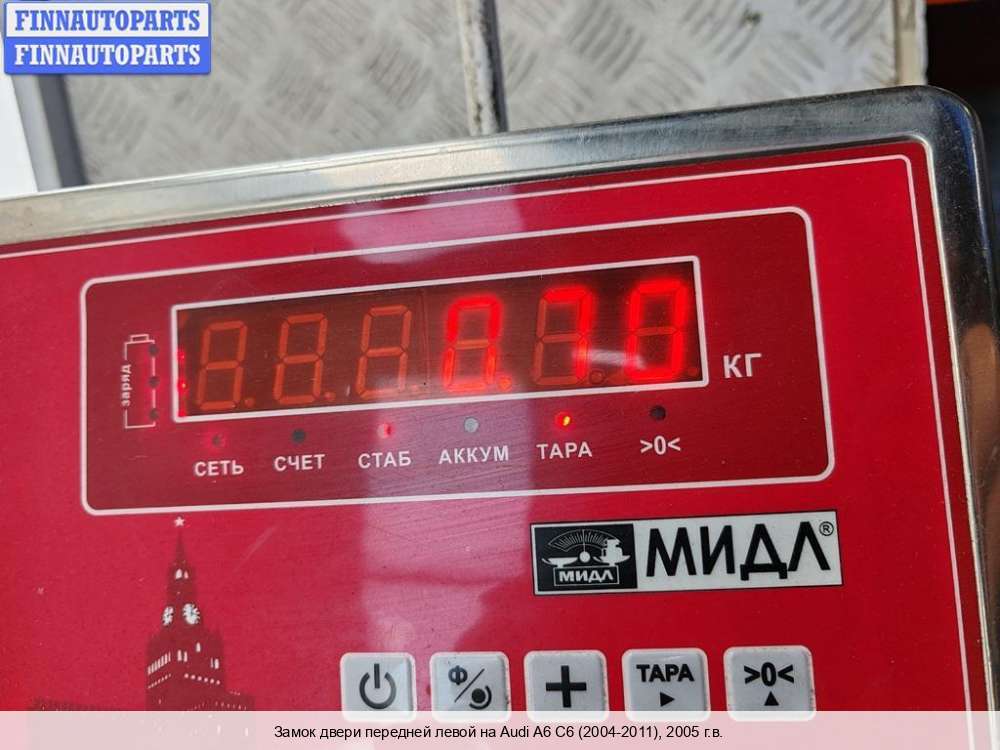 FINNAUTOPARTS
FINNAUTOPARTS
заряд
0.70
КГ
СЕТЬ СЧЕТ СТАБ АККУМ ТАРА >0<
МИДЛ
МИДЛ®
Ф
ТАРА
>0<
Замок двери передней левой на Audi A6 C6 (2004-2011), 2005 г.в.